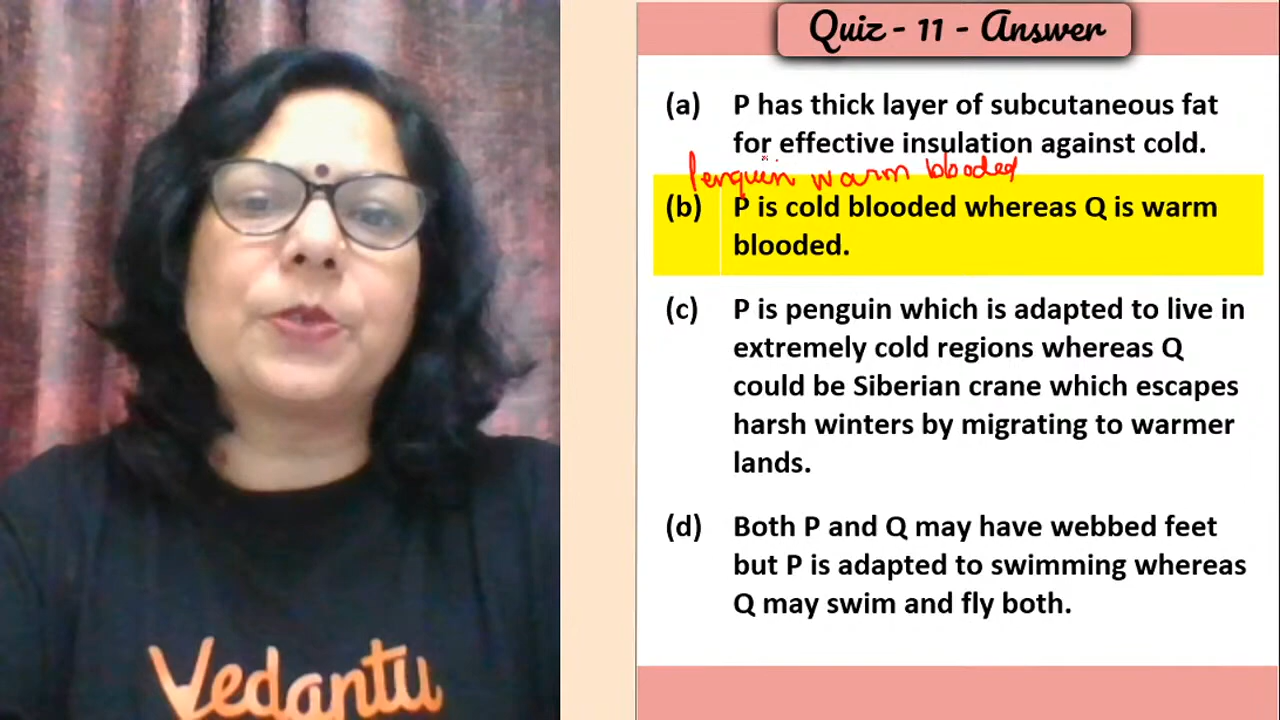 Quiz - 11 - Answer
(a) P has thick layer of subcutaneous fat
for effective insulation against cold.
Penguin warm blooded
(b) P is cold blooded whereas Q is warm
blooded.
(c) P is penguin which is adapted to live in
extremely cold regions whereas Q
could be Siberian crane which escapes
harsh winters by migrating to warmer
lands.
(d) Both P and Q may have webbed feet
but P is adapted to swimming whereas
Q may swim and fly both.
Vedantu